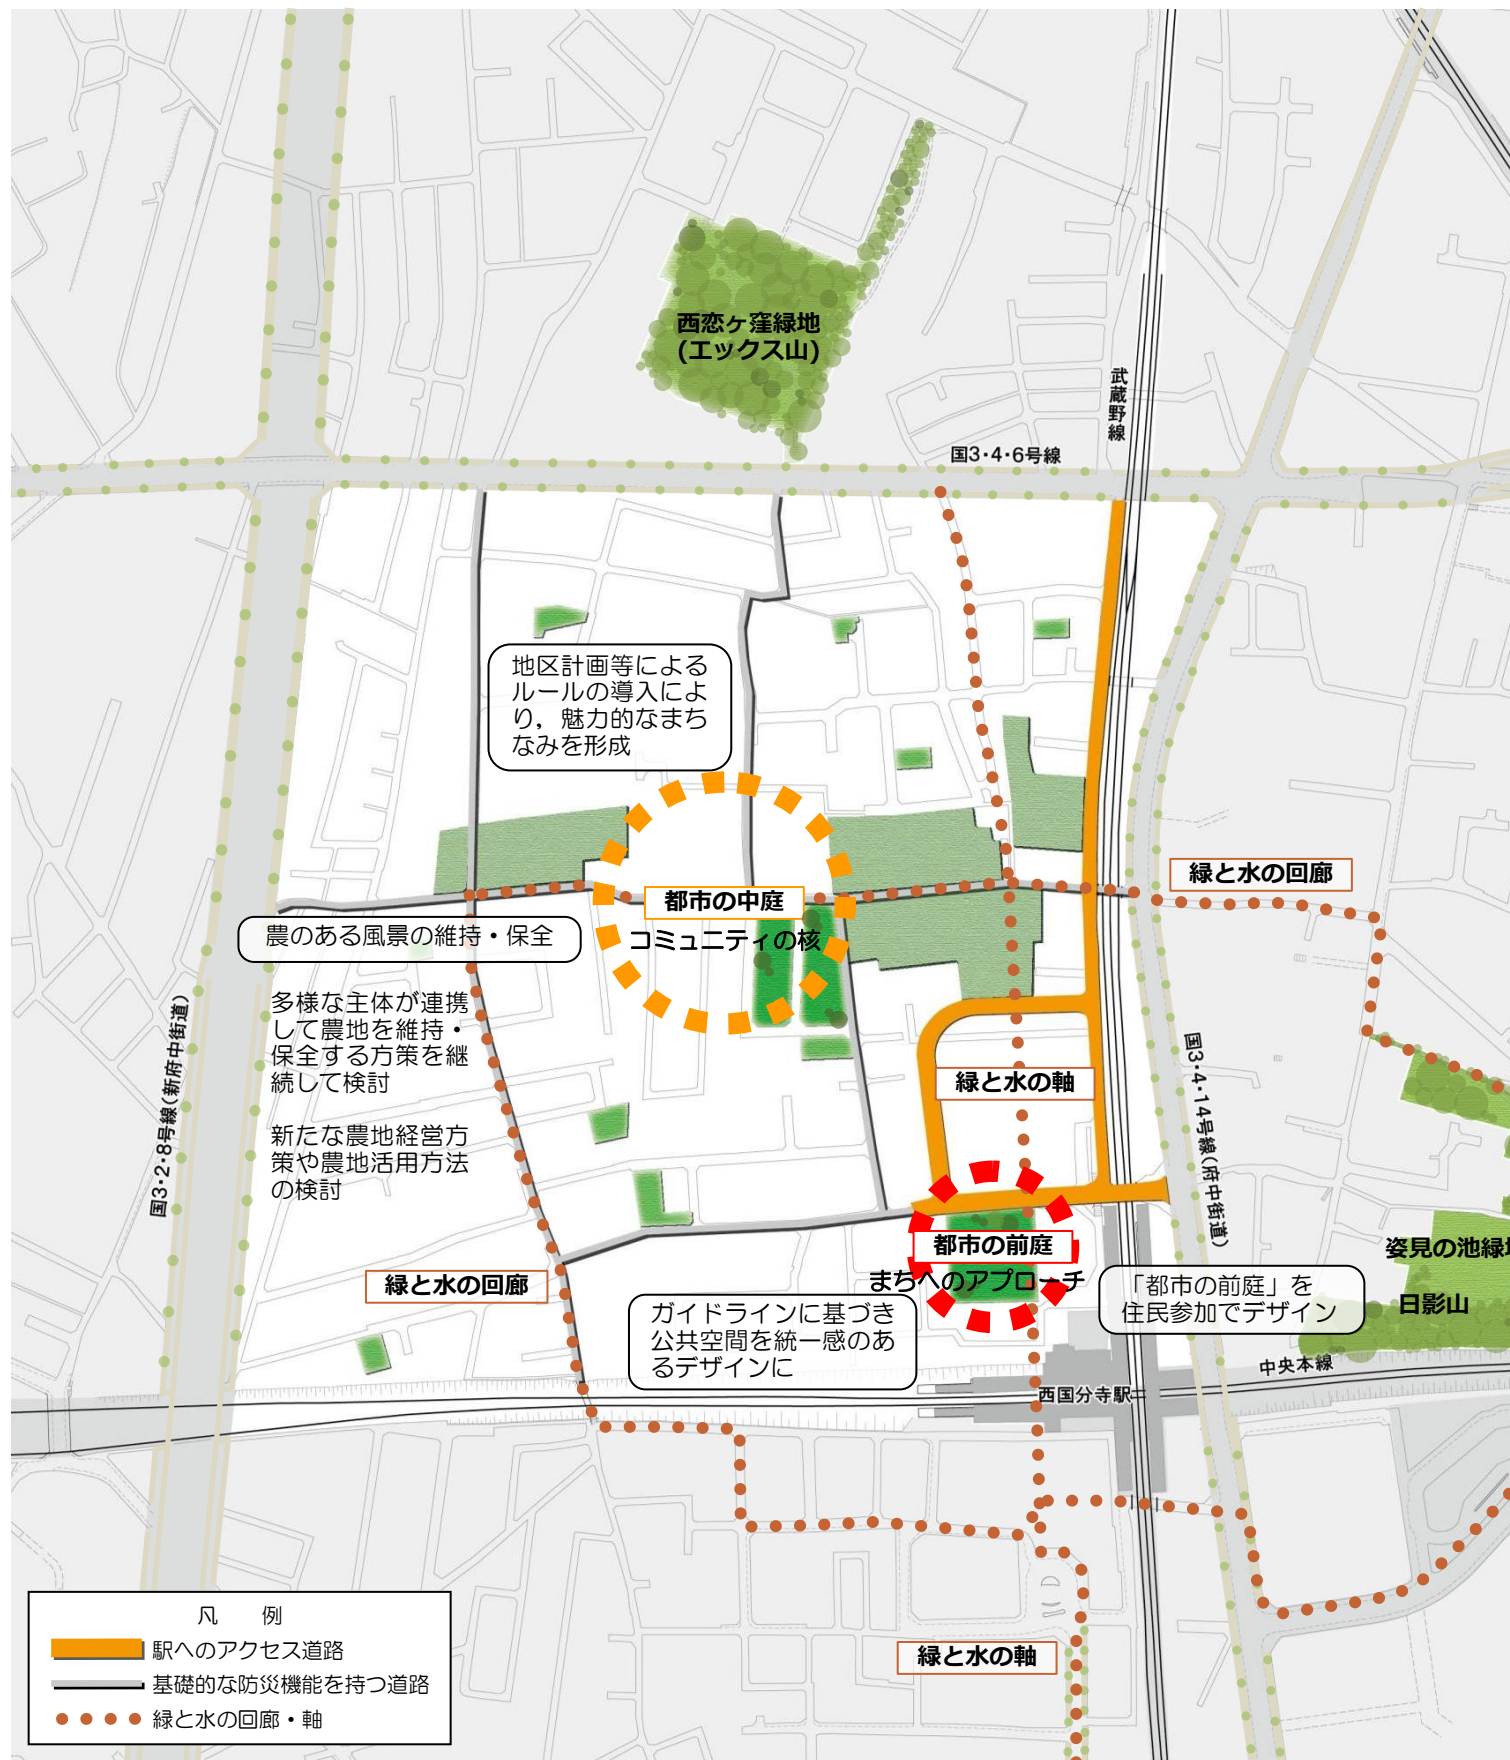 西恋ヶ窪緑地
(エックス山)
武蔵野線
国3・4・6号線
地区計画等による
ルールの導入によ
り，魅力的なまち
なみを形成
緑と水の回廊
都市の中庭
コミュニティの核
農のある風景の維持・保全
多様な主体が連携
して農地を維持・
保全する方策を継
続して検討
新たな農地経営方
策や農地活用方法
の検討
国3・2・8号線(新府中街道)
緑と水の軸
国3・4・14号線(府中街道)
都市の前庭
まちへのアプローチ
緑と水の回廊
ガイドラインに基づき
公共空間を統一感のあ
るデザインに
「都市の前庭」を
住民参加でデザイン
姿見の池緑地
日影山
中央本線
西国分寺駅
緑と水の軸
凡　例
駅へのアクセス道路
基礎的な防災機能を持つ道路
緑と水の回廊・軸